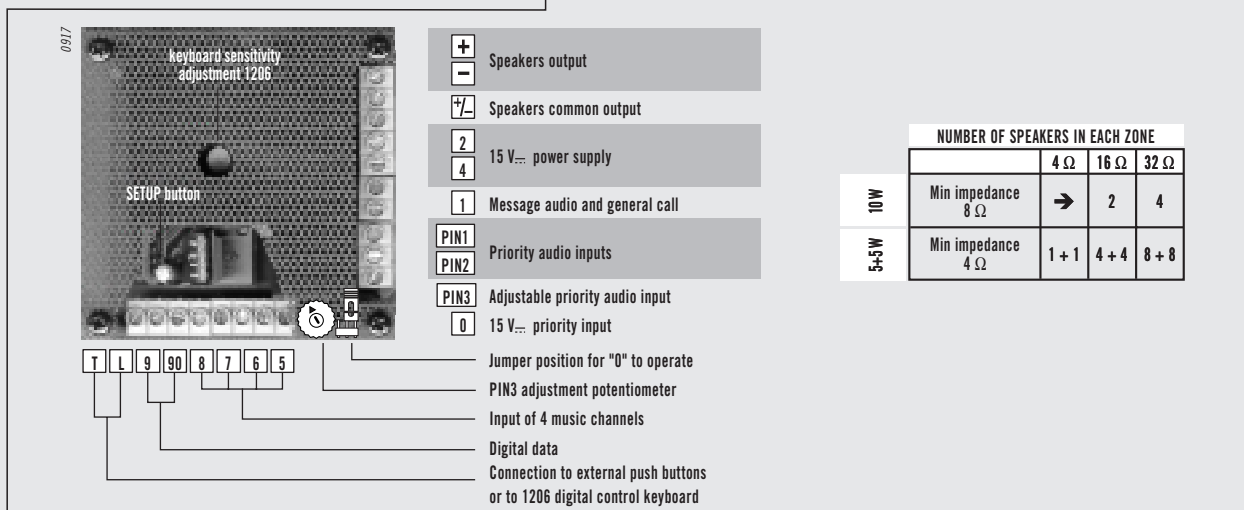 0917
keyboard sensitivity
adjustment 1206
SETUP button
T L 9 90 8 7 6 5
+
−
Speakers output
+/− Speakers common output
2
4
15 V⎓ power supply
1 Message audio and general call
PIN1
PIN2
Priority audio inputs
PIN3 Adjustable priority audio input
0 15 V⎓ priority input
Jumper position for "0" to operate
PIN3 adjustment potentiometer
Input of 4 music channels
Digital data
Connection to external push buttons
or to 1206 digital control keyboard
NUMBER OF SPEAKERS IN EACH ZONE
4 Ω 16 Ω 32 Ω
10 W Min impedance
8 Ω
➔ 2 4
5+5 W Min impedance
4 Ω
1 + 1 4 + 4 8 + 8